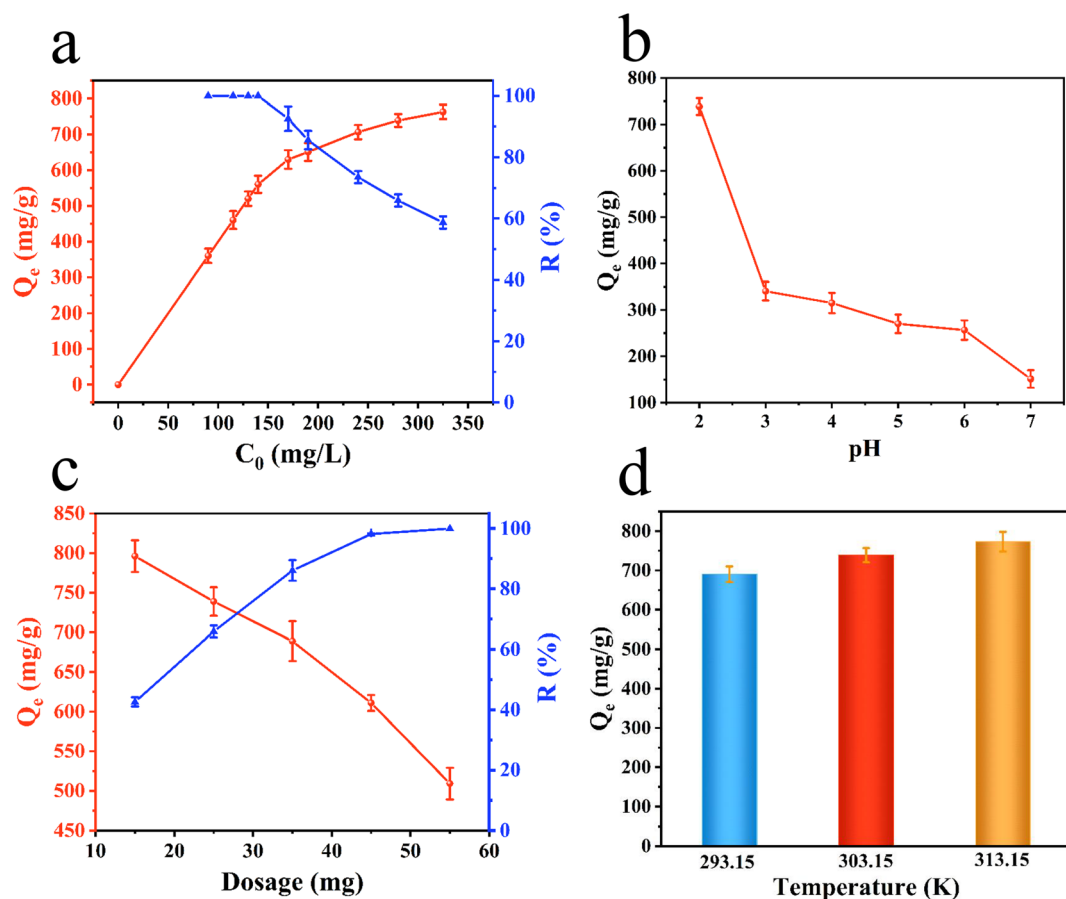 a
Qe (mg/g)
800
700
600
500
400
300
200
100
0
100
80
60
40
20
0
R (%)
0 50 100 150 200 250 300 350
C0 (mg/L)
b
Qe (mg/g)
800
700
600
500
400
300
200
150
100
2 3 4 5 6 7
pH
c
Qe (mg/g)
850
800
750
700
650
600
550
500
450
100
80
60
40
20
0
R (%)
10 20 30 40 50 60
Dosage (mg)
d
Qe (mg/g)
800
700
600
500
400
300
200
100
0
293.15 303.15 313.15
Temperature (K)